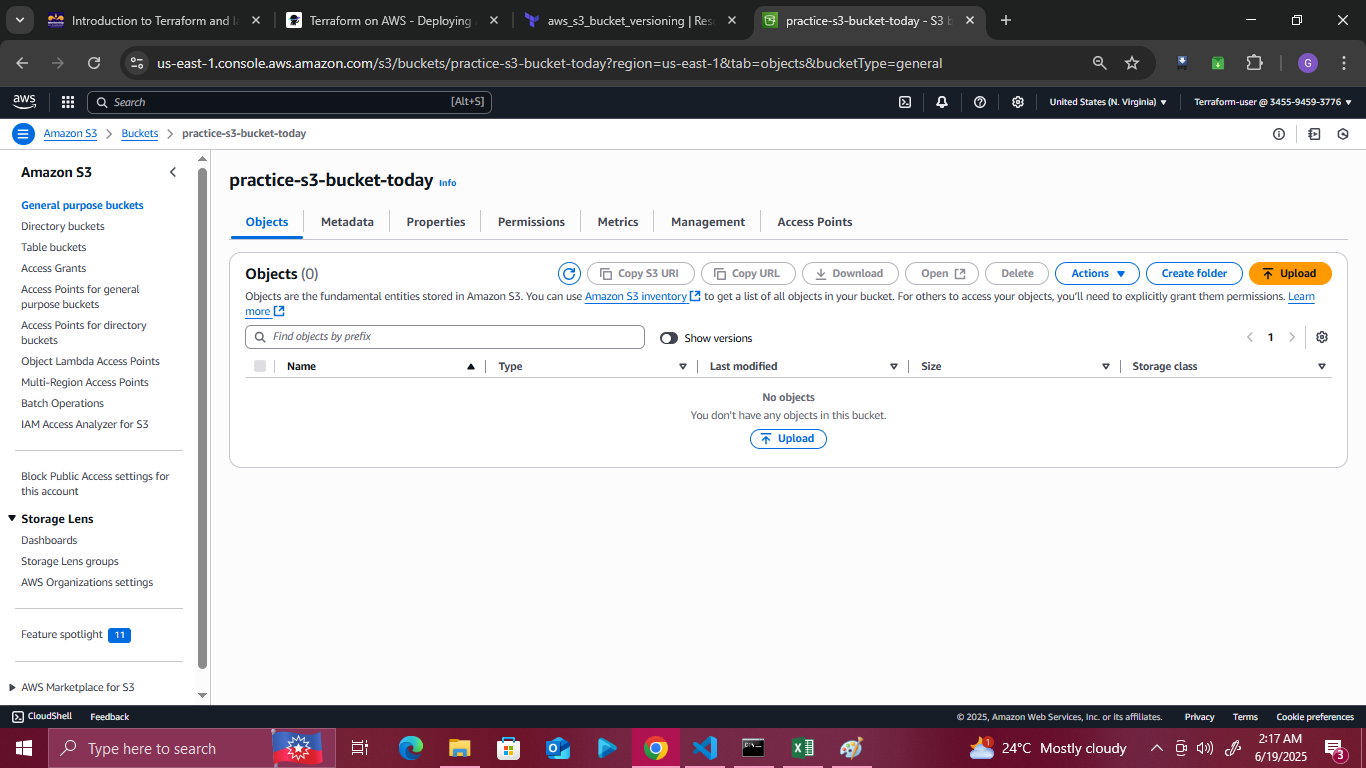 Introduction to Terraform and I
Terraform on AWS - Deploying
aws_s3_bucket_versioning | Res
practice-s3-bucket-today - S3 b
us-east-1.console.aws.amazon.com/s3/buckets/practice-s3-bucket-today?region=us-east-1&tab=objects&bucketType=general
G
aws
Search
[Alt+S]
United States (N. Virginia)
Terraform-user @ 3455-9459-3776
Amazon S3
Buckets
practice-s3-bucket-today
Amazon S3
General purpose buckets
Directory buckets
Table buckets
Access Grants
Access Points for general
purpose buckets
Access Points for directory
buckets
Object Lambda Access Points
Multi-Region Access Points
Batch Operations
IAM Access Analyzer for S3
Block Public Access settings for
this account
Storage Lens
Dashboards
Storage Lens groups
AWS Organizations settings
Feature spotlight 11
AWS Marketplace for S3
practice-s3-bucket-today Info
Objects
Metadata
Properties
Permissions
Metrics
Management
Access Points
Objects (0)
Copy S3 URI
Copy URL
Download
Open
Delete
Actions
Create folder
Upload
Objects are the fundamental entities stored in Amazon S3. You can use Amazon S3 inventory to get a list of all objects in your bucket. For others to access your objects, you'll need to explicitly grant them permissions. Learn
more
Find objects by prefix
Show versions
1
Name
Type
Last modified
Size
Storage class
No objects
You don't have any objects in this bucket.
Upload
CloudShell
Feedback
© 2025, Amazon Web Services, Inc. or its affiliates.
Privacy
Terms
Cookie preferences
Type here to search
1
24°C Mostly cloudy
2:17 AM
6/19/2025
3